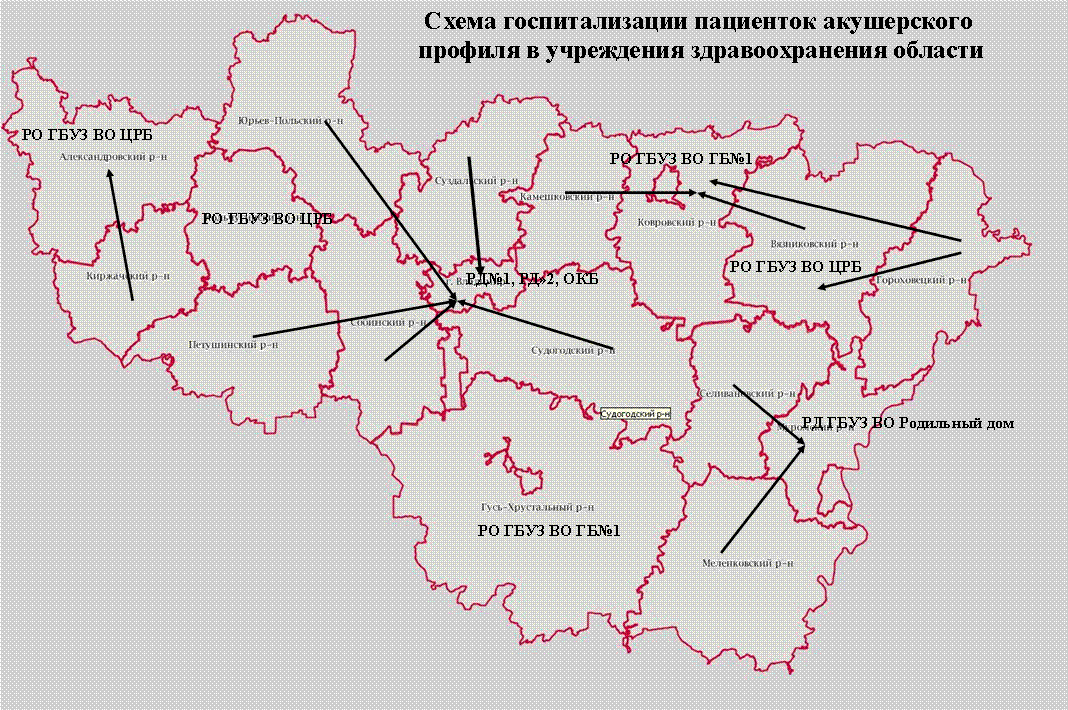 Схема госпитализации пациенток акушерского
профиля в учреждения здравоохранения области
Юрьев-Польский р-н
РО ГБУЗ ВО ЦРБ
Александровский р-н
РО ГБУЗ ВО ГБ№1
Суздальский р-н
Камешковский р-н
РО ГБУЗ ВО ЦРБ
Ковровский р-н
Вязниковский р-н
РО ГБУЗ ВО ЦРБ
Киржачский р-н
РД№1, РД№2, ОКБ
Гороховецкий р-н
Собинский р-н
Петушинский р-н
Судогодский р-н
Селивановский р-н
Судогодский р-н
РД ГБУЗ ВО Родильный дом
Гусь-Хрустальный р-н
РО ГБУЗ ВО ГБ№1
Меленковский р-н